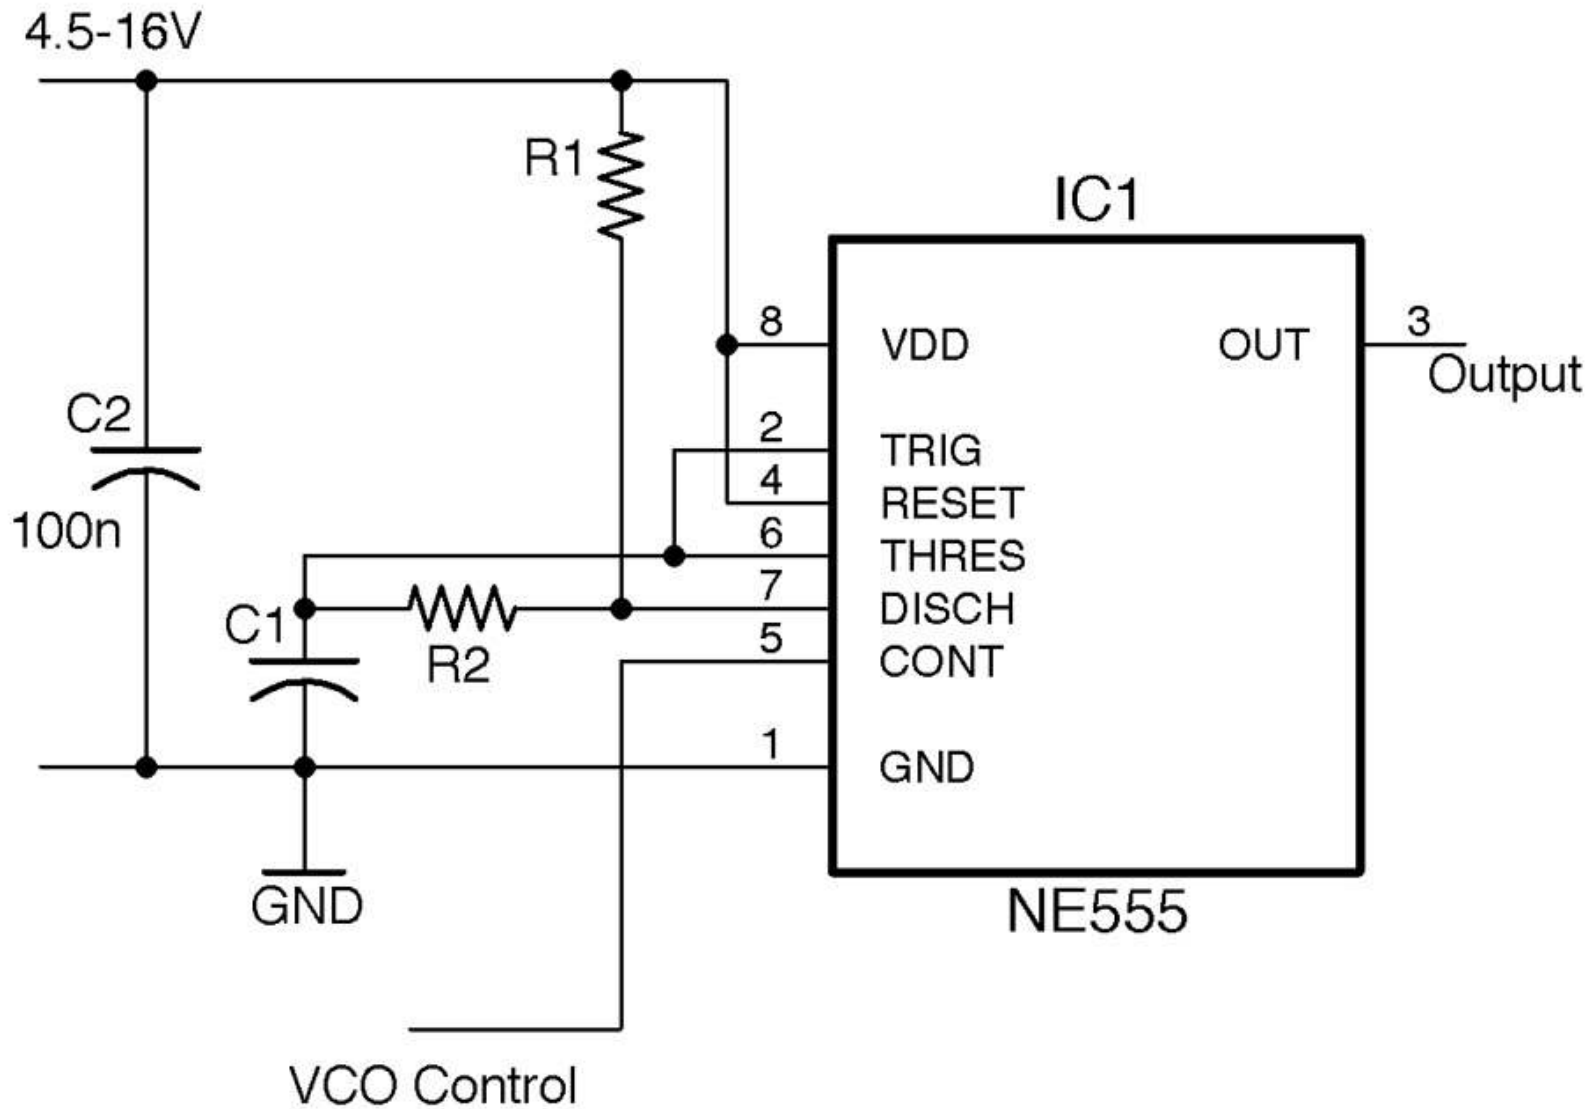 4.5-16V
R1
IC1
8
VDD
OUT
3
Output
C2
2
TRIG
4
RESET
100n
6
THRES
7
DISCH
C1
R2
5
CONT
1
GND
GND
NE555
VCO Control